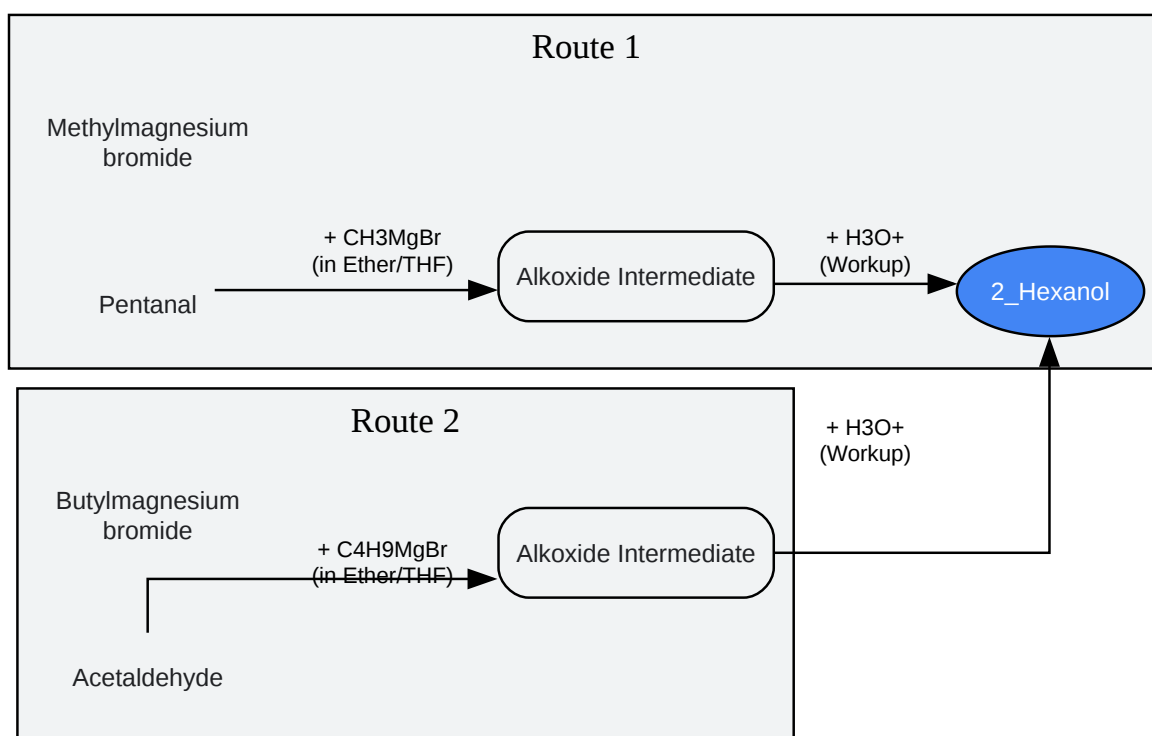 Route 1
Methylmagnesium
bromide
+ CH3MgBr
(in Ether/THF)
+ H3O+
(Workup)
Pentanal
Alkoxide Intermediate
2_Hexanol
Route 2
+ H3O+
(Workup)
Butylmagnesium
bromide
+ C4H9MgBr
(in Ether/THF)
Alkoxide Intermediate
Acetaldehyde